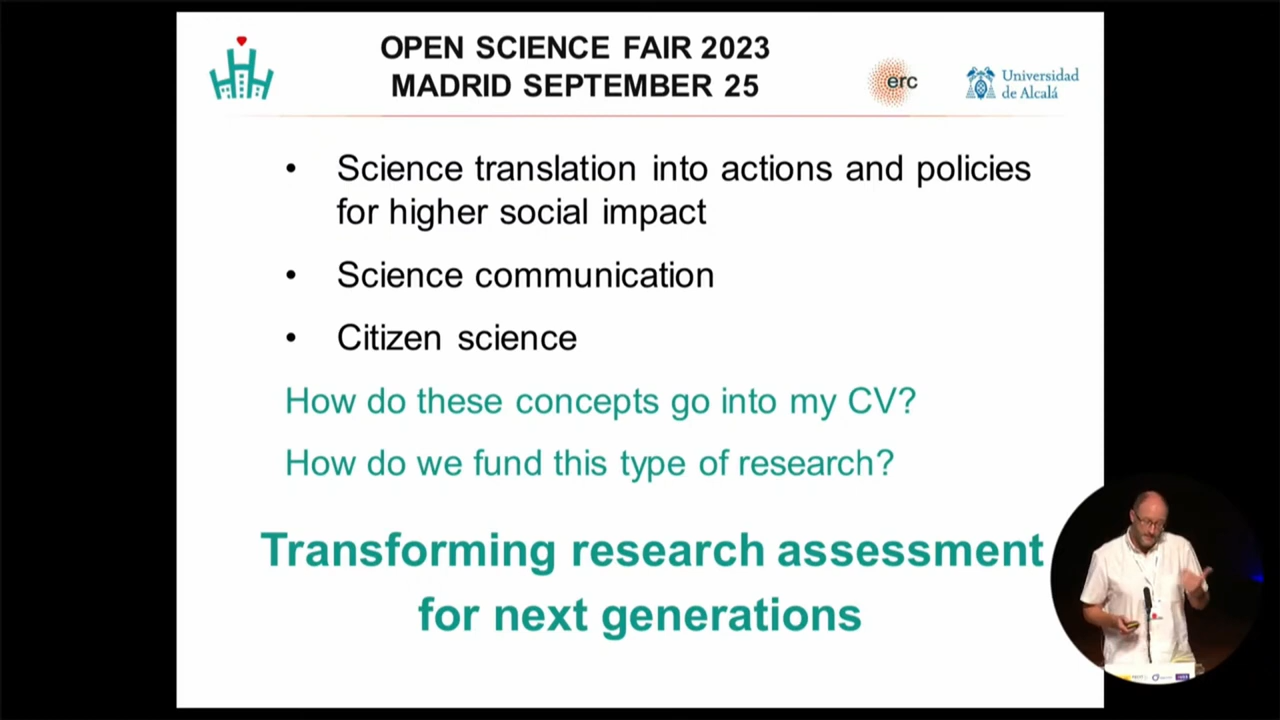 OPEN SCIENCE FAIR 2023
MADRID SEPTEMBER 25
erc
Universidad
de Alcalá
• Science translation into actions and policies
for higher social impact
• Science communication
• Citizen science
How do these concepts go into my CV?
How do we fund this type of research?
Transforming research assessment
for next generations